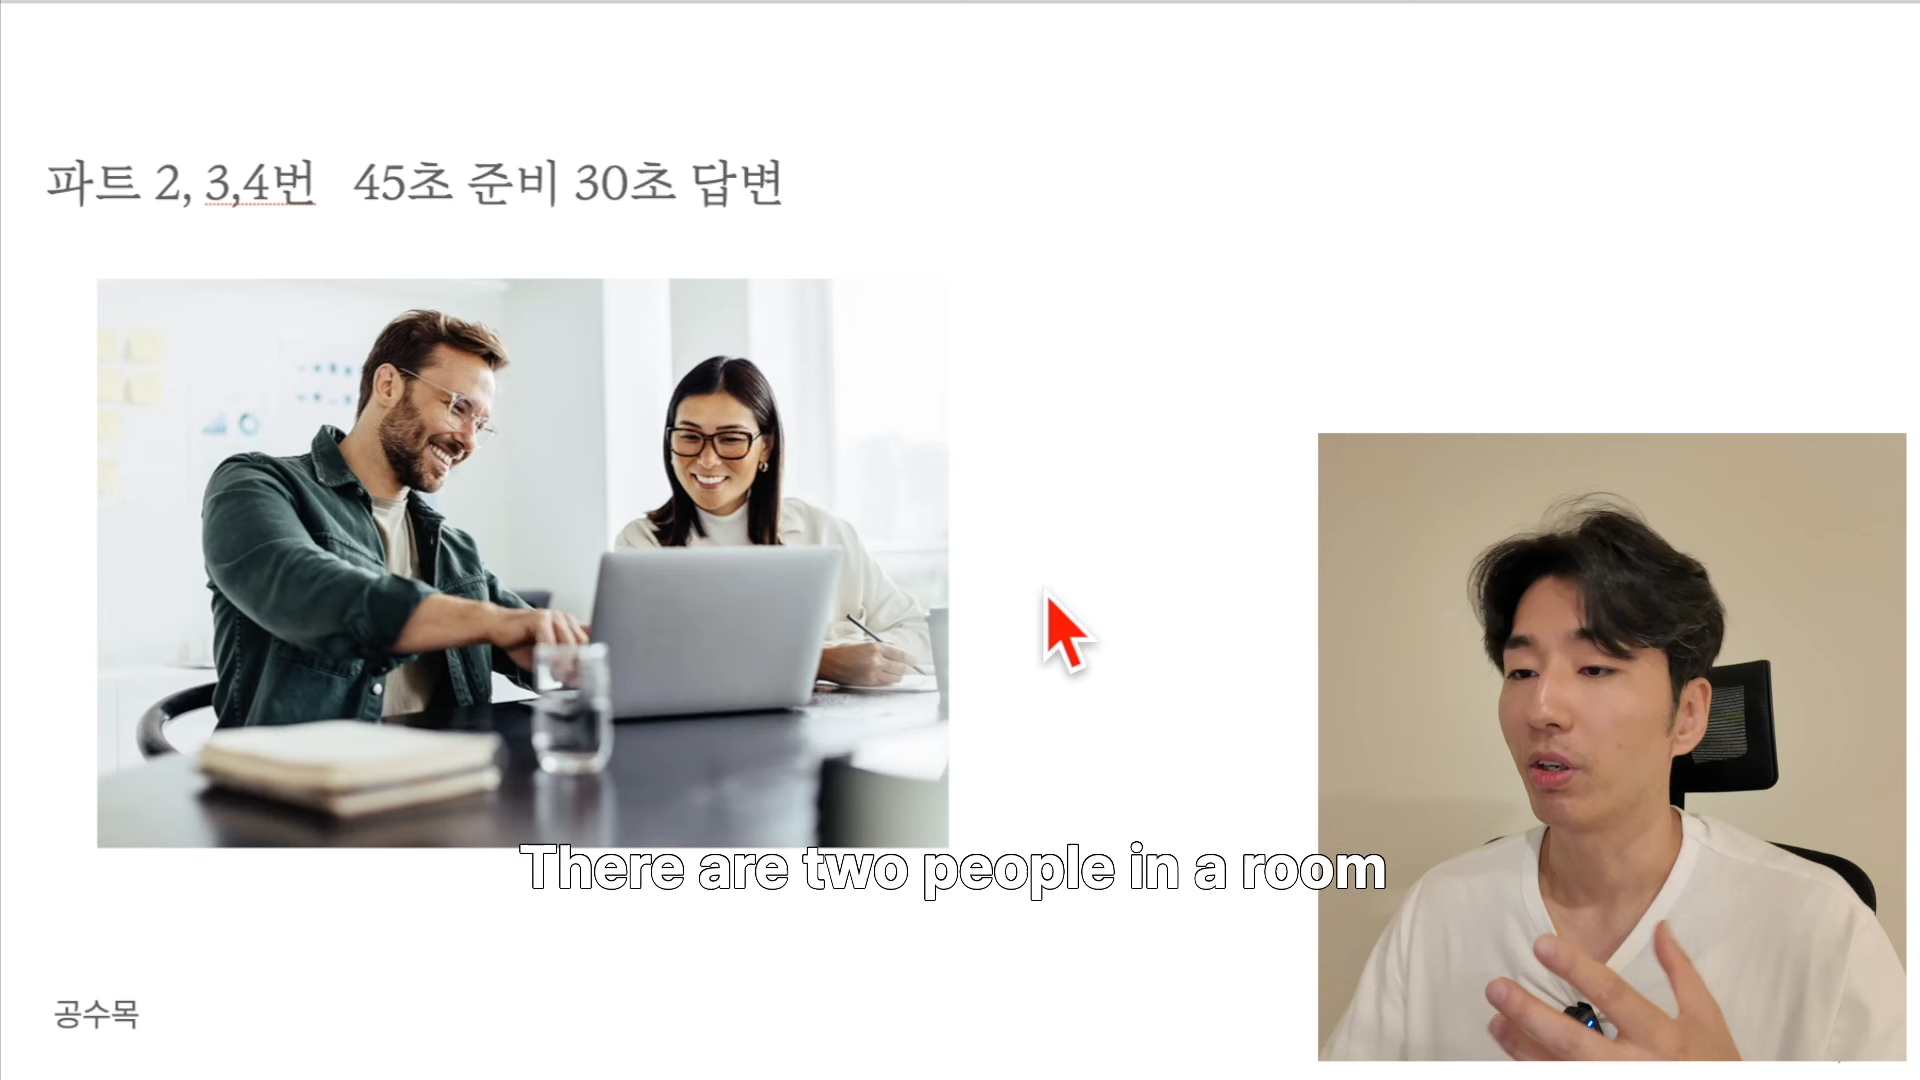 파트 2, 3,4번 45초 준비 30초 답변
There are two people in a room
공수목